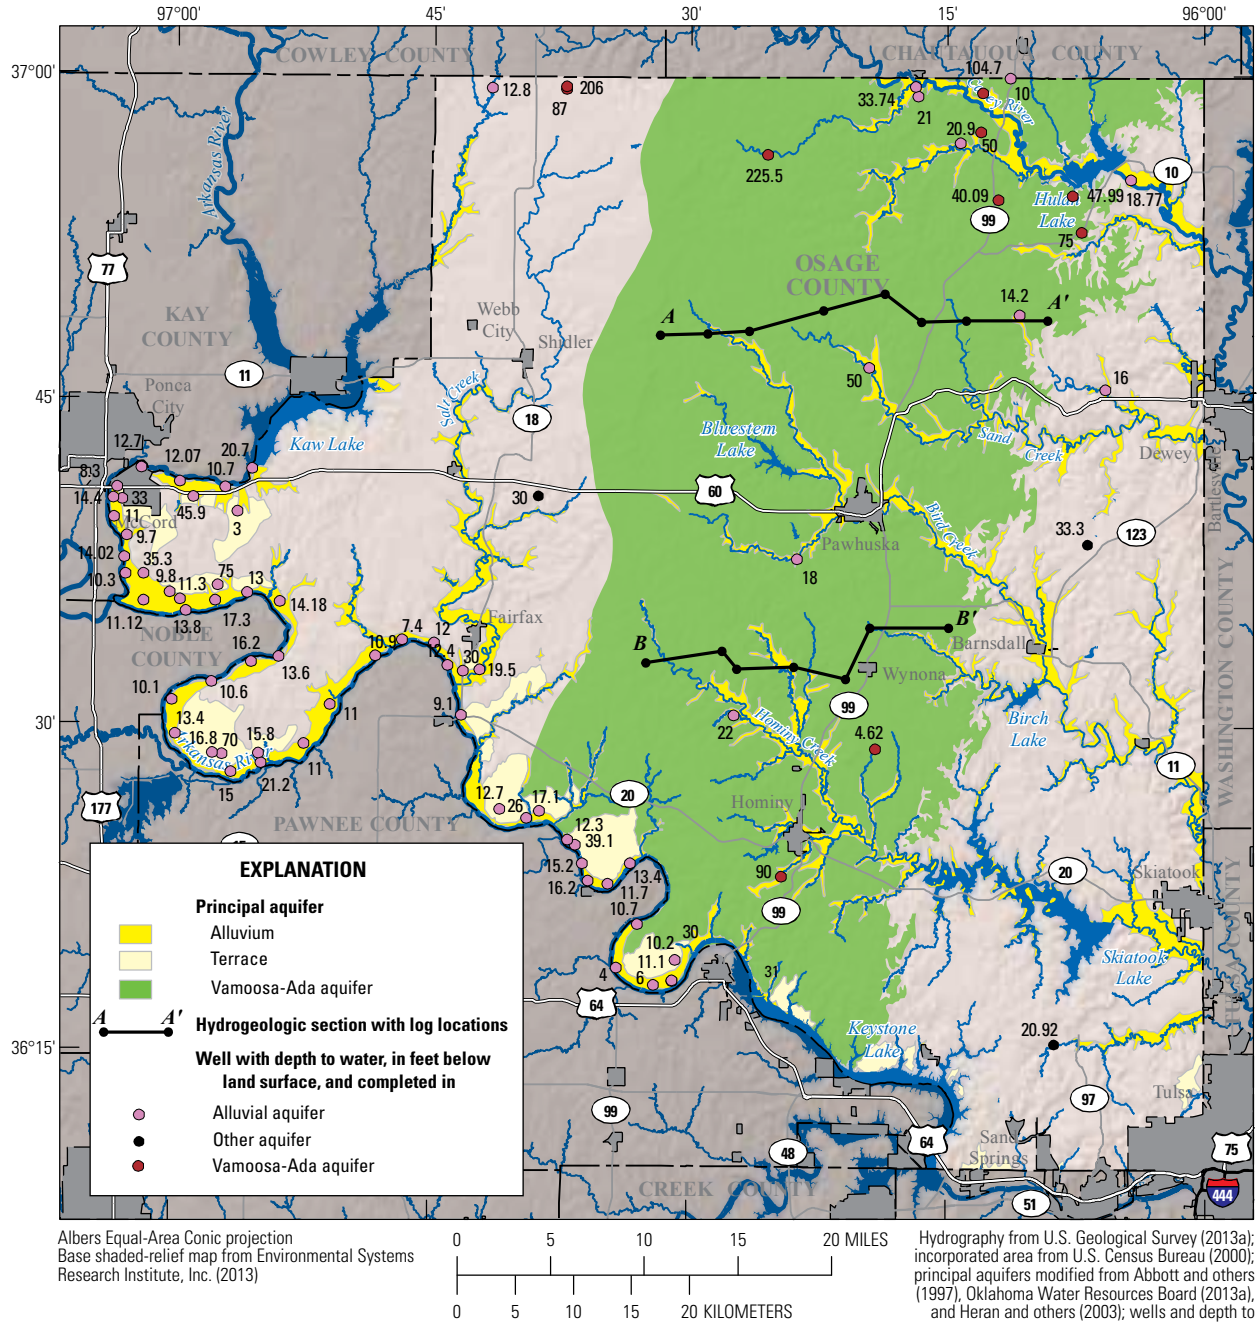 97°00'
45'
30'
15'
96°00'
COWLEY COUNTY
CHAUTAUQUA COUNTY
37°00'
12.8
206
87
33.74
21
104.7
10
Caney River
20.9
50
225.5
10
40.09
Hulah
Lake
47.99
18.77
99
75
Arkansas River
77
OSAGE
COUNTY
KAY
COUNTY
Webb
City
Shidler
A
14.2
A'
11
Ponca
City
50
16
45'
Salt Creek
18
Kaw Lake
Bluestem
Lake
Sand
Creek
Dewey
Bartlesville
12.7
12.07
20.7
8.3
10.7
14.4
33
11
McCord
45.9
3
30
60
9.7
Bird Creek
Pawhuska
33.3
123
14.02
35.3
10.3
9.8
11.3
75
13
18
11.12
13.8
17.3
14.18
NOBLE
COUNTY
16.2
Fairfax
7.4
12
10.9
12.4
30
19.5
B
B'
Barnsdall
13.6
10.1
10.6
Wynona
WASHINGTON COUNTY
11
9.1
99
22
Hominy Creek
4.62
Birch
Lake
30'
13.4
16.8
70
15.8
Arkansas River
15
21.2
11
11
177
12.7
26
17.1
20
Hominy
PAWNEE COUNTY
12.3
39.1
15.2
16.2
11.7
13.4
90
20
Skiatook
99
10.7
10.2
30
11.1
4
6
Skiatook
Lake
64
31
Keystone
Lake
20.92
36°15'
97
Tulsa
99
64
48
Sand
Springs
75
444
CREEK COUNTY
51
EXPLANATION
Principal aquifer
Alluvium
Terrace
Vamoosa-Ada aquifer
A A' Hydrogeologic section with log locations
Well with depth to water, in feet below
land surface, and completed in
Alluvial aquifer
Other aquifer
Vamoosa-Ada aquifer
Albers Equal-Area Conic projection
Base shaded-relief map from Environmental Systems
Research Institute, Inc. (2013)
0 5 10 15 20 MILES
0 5 10 15 20 KILOMETERS
Hydrography from U.S. Geological Survey (2013a);
incorporated area from U.S. Census Bureau (2000);
principal aquifers modified from Abbott and others
(1997), Oklahoma Water Resources Board (2013a),
and Heran and others (2003); wells and depth to